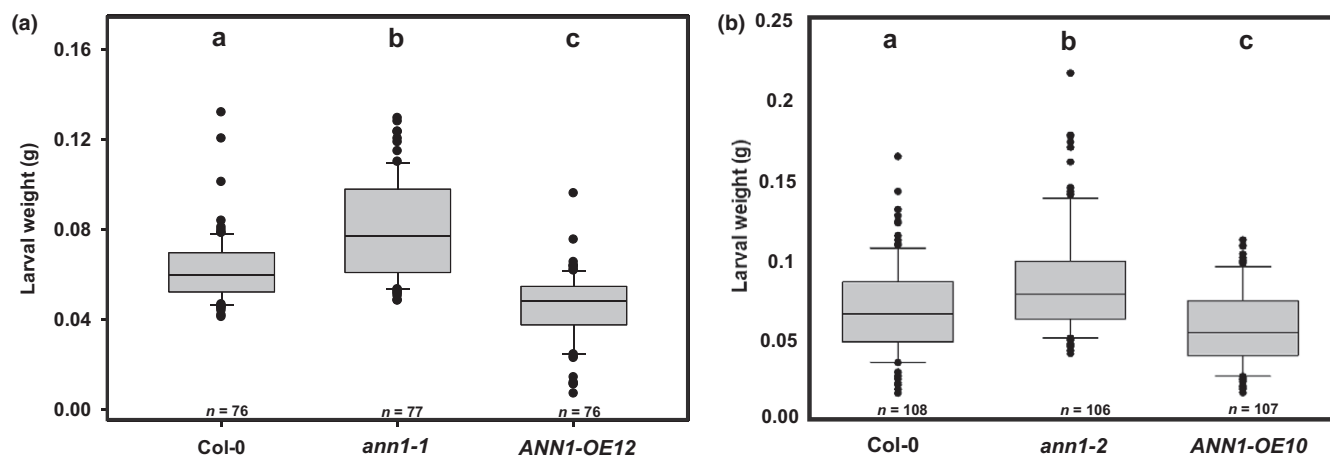 (a)
a b c
0.16
0.12
0.08
0.04
0.00
Larval weight (g)
n = 76 n = 77 n = 76
Col-0 ann1-1 ANN1-OE12
(b)
a b c
0.25
0.2
0.15
0.1
0.05
0.00
Larval weight (g)
n = 108 n = 106 n = 107
Col-0 ann1-2 ANN1-OE10